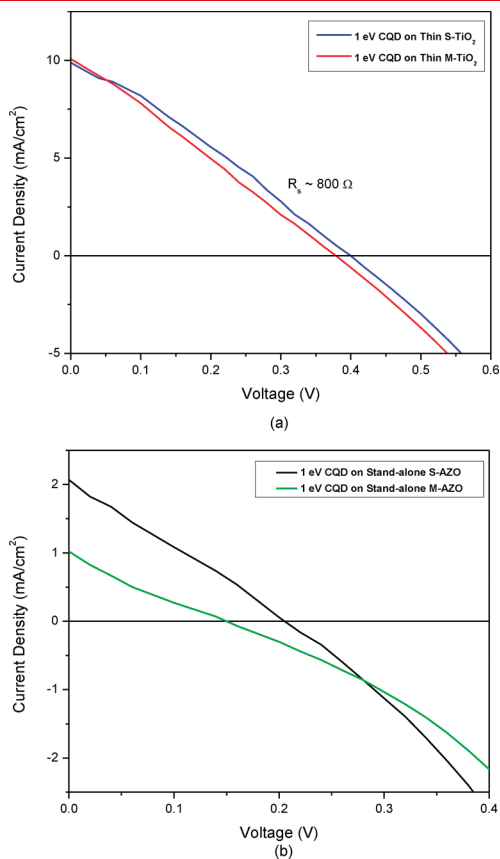 1 eV CQD on Thin S-TiO₂
1 eV CQD on Thin M-TiO₂
10
5
0
-5
Current Density (mA/cm²)
Rₛ ~ 800 Ω
0.0 0.1 0.2 0.3 0.4 0.5 0.6
Voltage (V)
(a)
1 eV CQD on Stand-alone S-AZO
1 eV CQD on Stand-alone M-AZO
2
1
0
-1
-2
Current Density (mA/cm²)
0.0 0.1 0.2 0.3 0.4
Voltage (V)
(b)